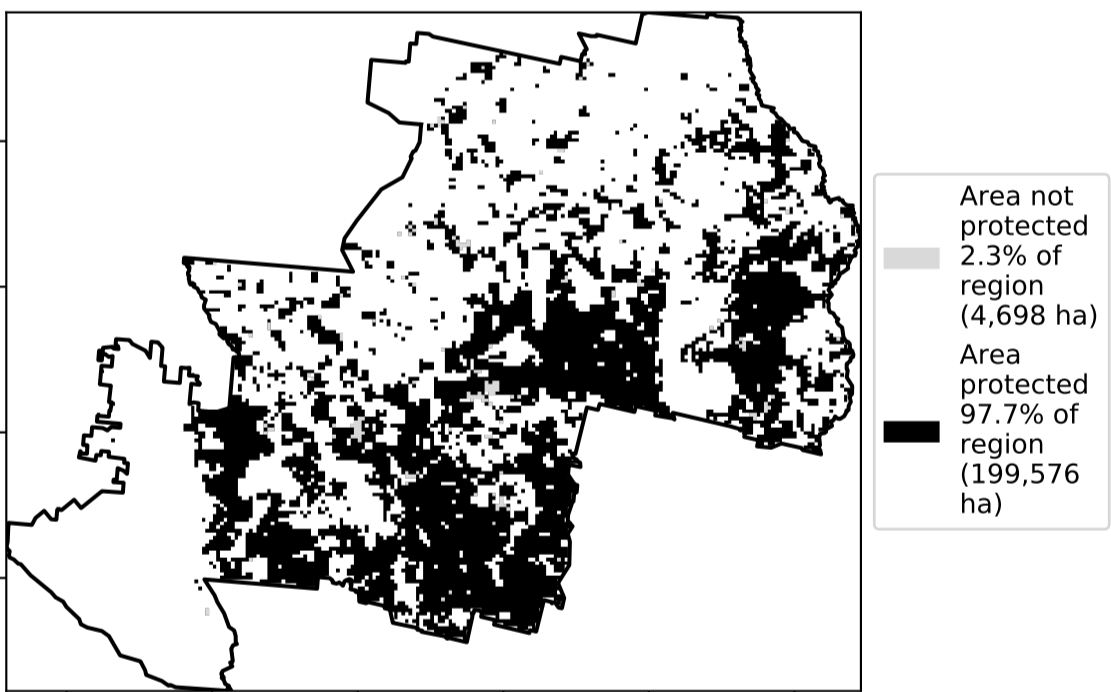 Area not
protected
2.3% of
region
(4,698 ha)
Area
protected
97.7% of
region
(199,576
ha)